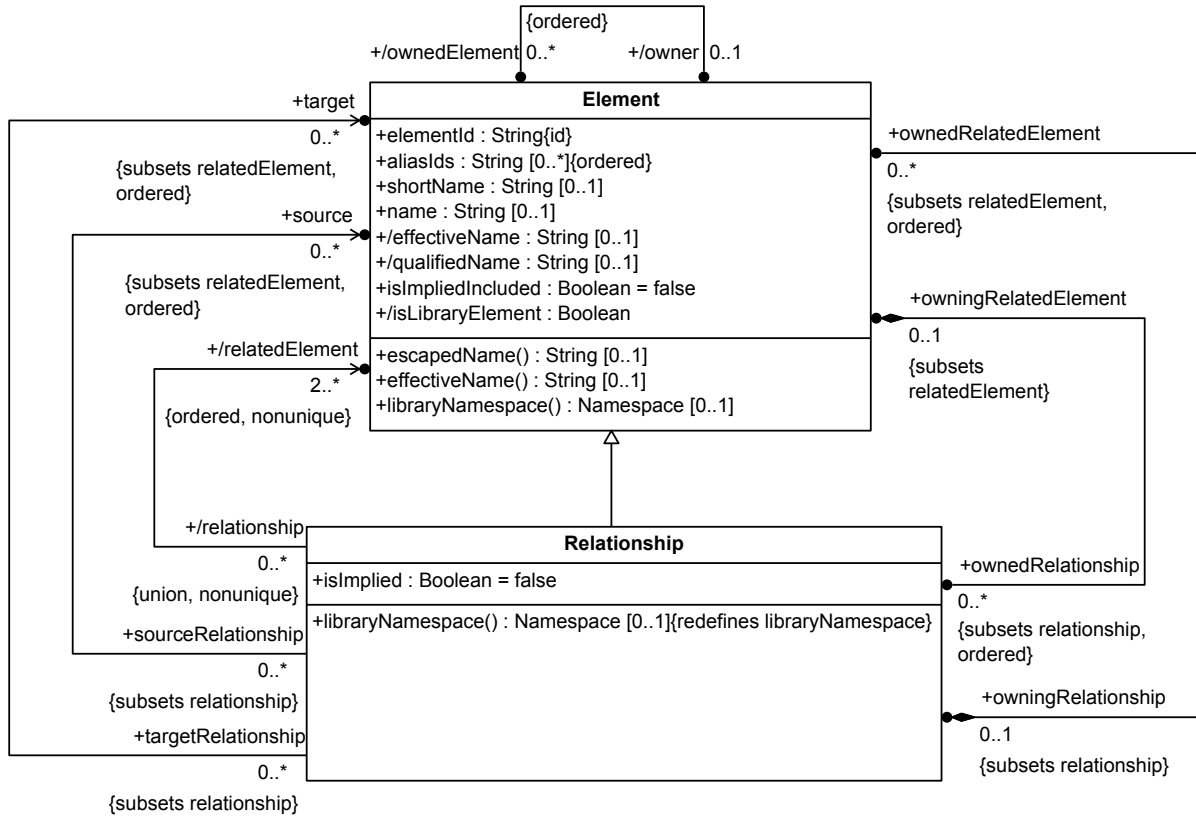 {ordered}
+/ownedElement 0..*
+/owner 0..1
Element
+elementId : String{id}
+aliasIds : String [0..*]{ordered}
+shortName : String [0..1]
+name : String [0..1]
+/effectiveName : String [0..1]
+/qualifiedName : String [0..1]
+isImpliedIncluded : Boolean = false
+/isLibraryElement : Boolean
+escapedName() : String [0..1]
+effectiveName() : String [0..1]
+libraryNamespace() : Namespace [0..1]
+target
0..*
{subsets relatedElement,
ordered}
+source
0..*
{subsets relatedElement,
ordered}
+/relatedElement
2..*
{ordered, nonunique}
+ownedRelatedElement
0..*
{subsets relatedElement,
ordered}
+owningRelatedElement
0..1
{subsets
relatedElement}
+/relationship
0..*
{union, nonunique}
+sourceRelationship
0..*
{subsets relationship}
+targetRelationship
0..*
{subsets relationship}
Relationship
+isImplied : Boolean = false
+libraryNamespace() : Namespace [0..1]{redefines libraryNamespace}
+ownedRelationship
0..*
{subsets relationship,
ordered}
+owningRelationship
0..1
{subsets relationship}